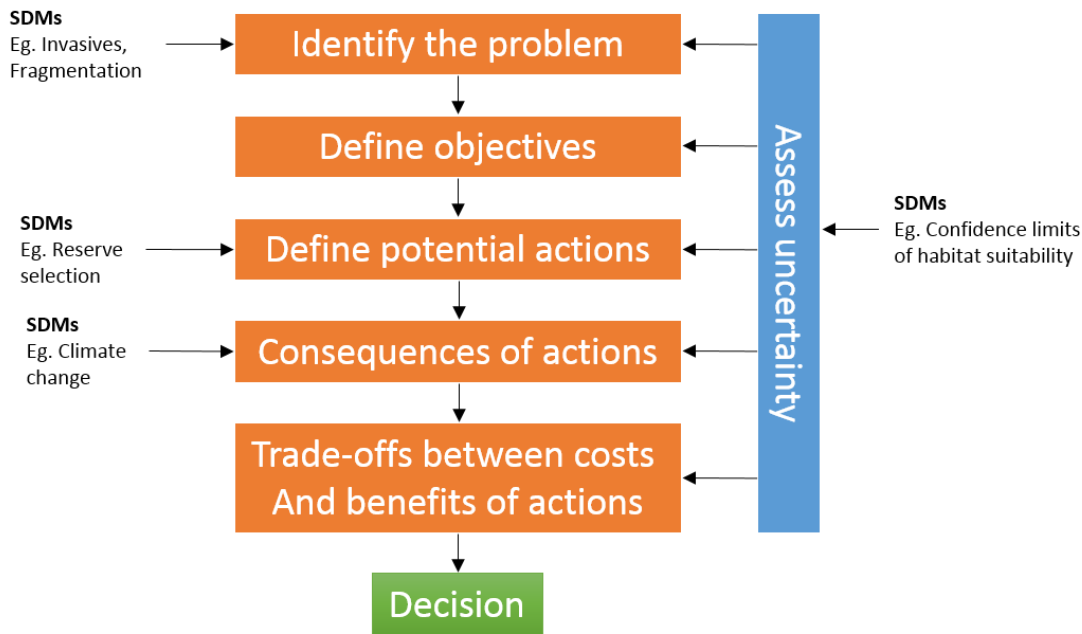 SDMs
Eg. Invasives,
Fragmentation
Identify the problem
Define objectives
SDMs
Eg. Reserve
selection
Define potential actions
SDMs
Eg. Climate
change
Consequences of actions
Trade-offs between costs
And benefits of actions
Decision
Assess uncertainty
SDMs
Eg. Confidence limits
of habitat suitability